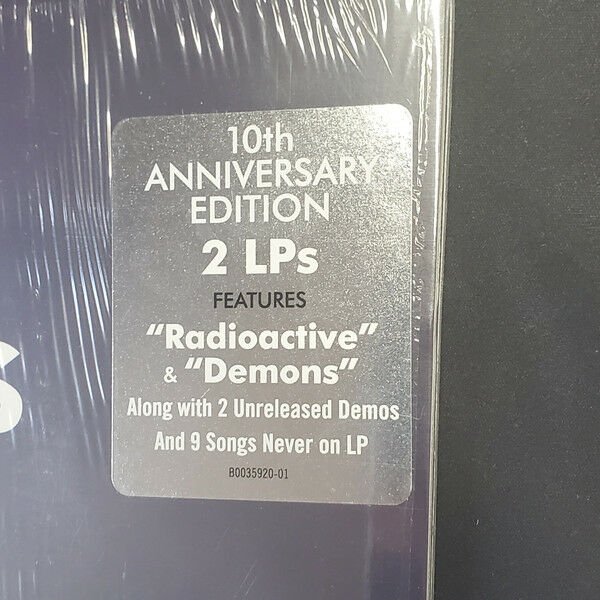 10th
ANNIVERSARY
EDITION
2 LPs
FEATURES
"Radioactive"
& "Demons"
Along with 2 Unreleased Demos
And 9 Songs Never on LP
B0035920-01
S